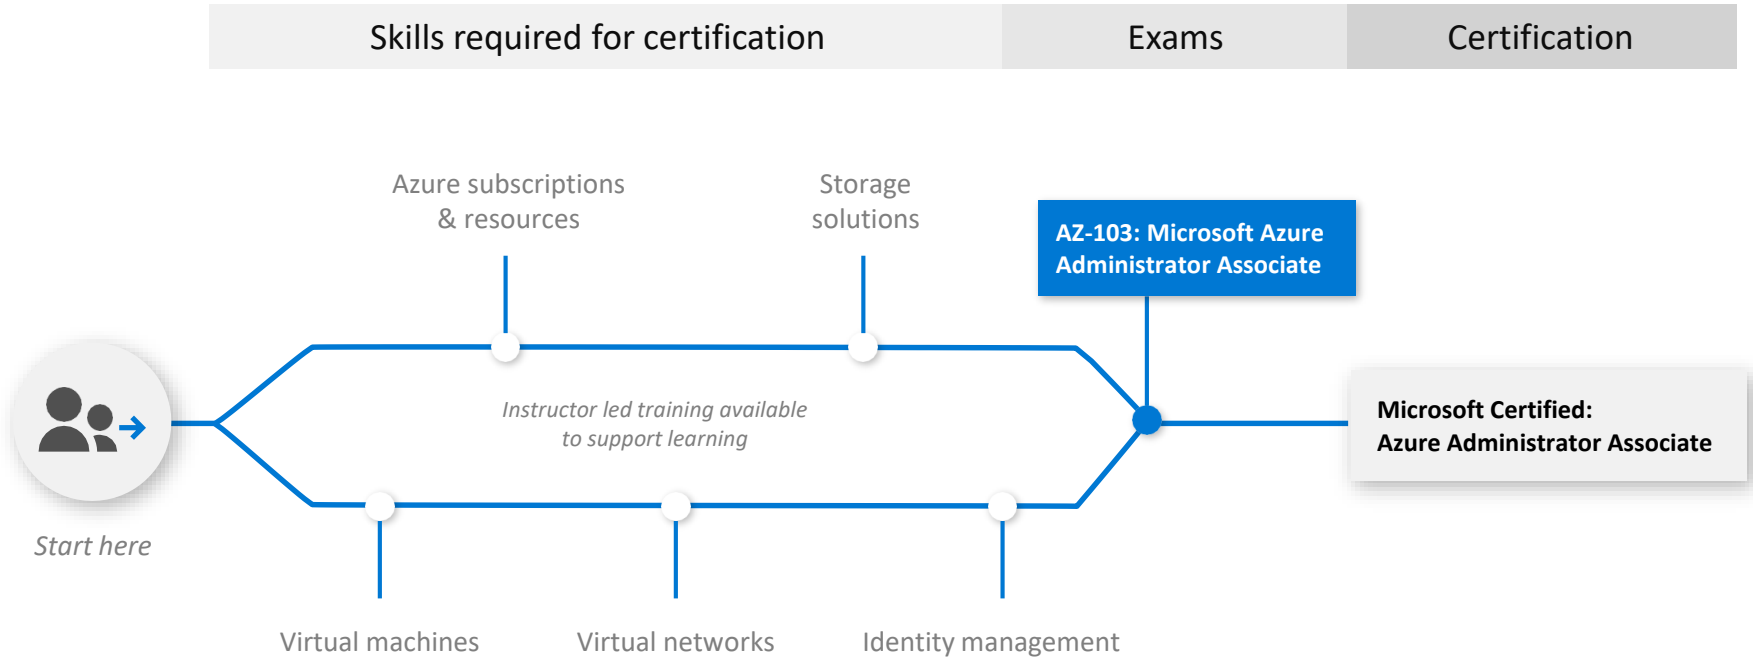 Skills required for certification
Exams
Certification
Azure subscriptions
& resources
Storage
solutions
AZ-103: Microsoft Azure
Administrator Associate
Instructor led training available
to support learning
Microsoft Certified:
Azure Administrator Associate
Start here
Virtual machines
Virtual networks
Identity management